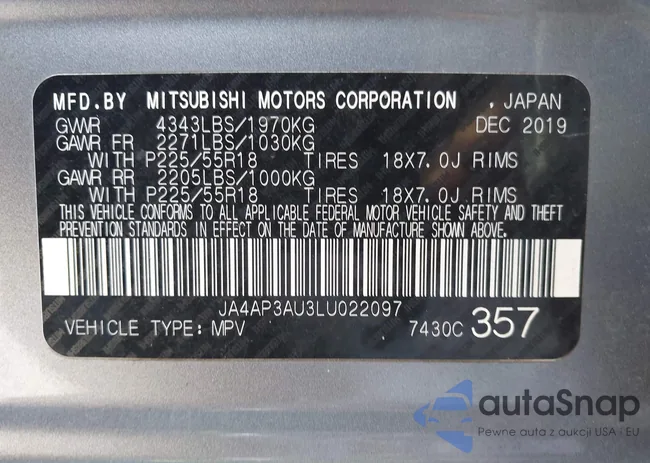 MFD.BY MITSUBISHI MOTORS CORPORATION . JAPAN
GVWR 4343LBS/1970KG DEC 2019
GAWR FR 2271LBS/1030KG
WITH P225/55R18 TIRES 18X7.0J RIMS
GAWR RR 2205LBS/1000KG
WITH P225/55R18 TIRES 18X7.0J RIMS
THIS VEHICLE CONFORMS TO ALL APPLICABLE FEDERAL MOTOR VEHICLE SAFETY AND THEFT
PREVENTION STANDARDS IN EFFECT ON THE DATE OF MANUFACTURE SHOWN ABOVE.
JA4AP3AU3LU022097
VEHICLE TYPE: MPV 7430C 357
autoSnap
Pewne auta z aukcji USA - EU